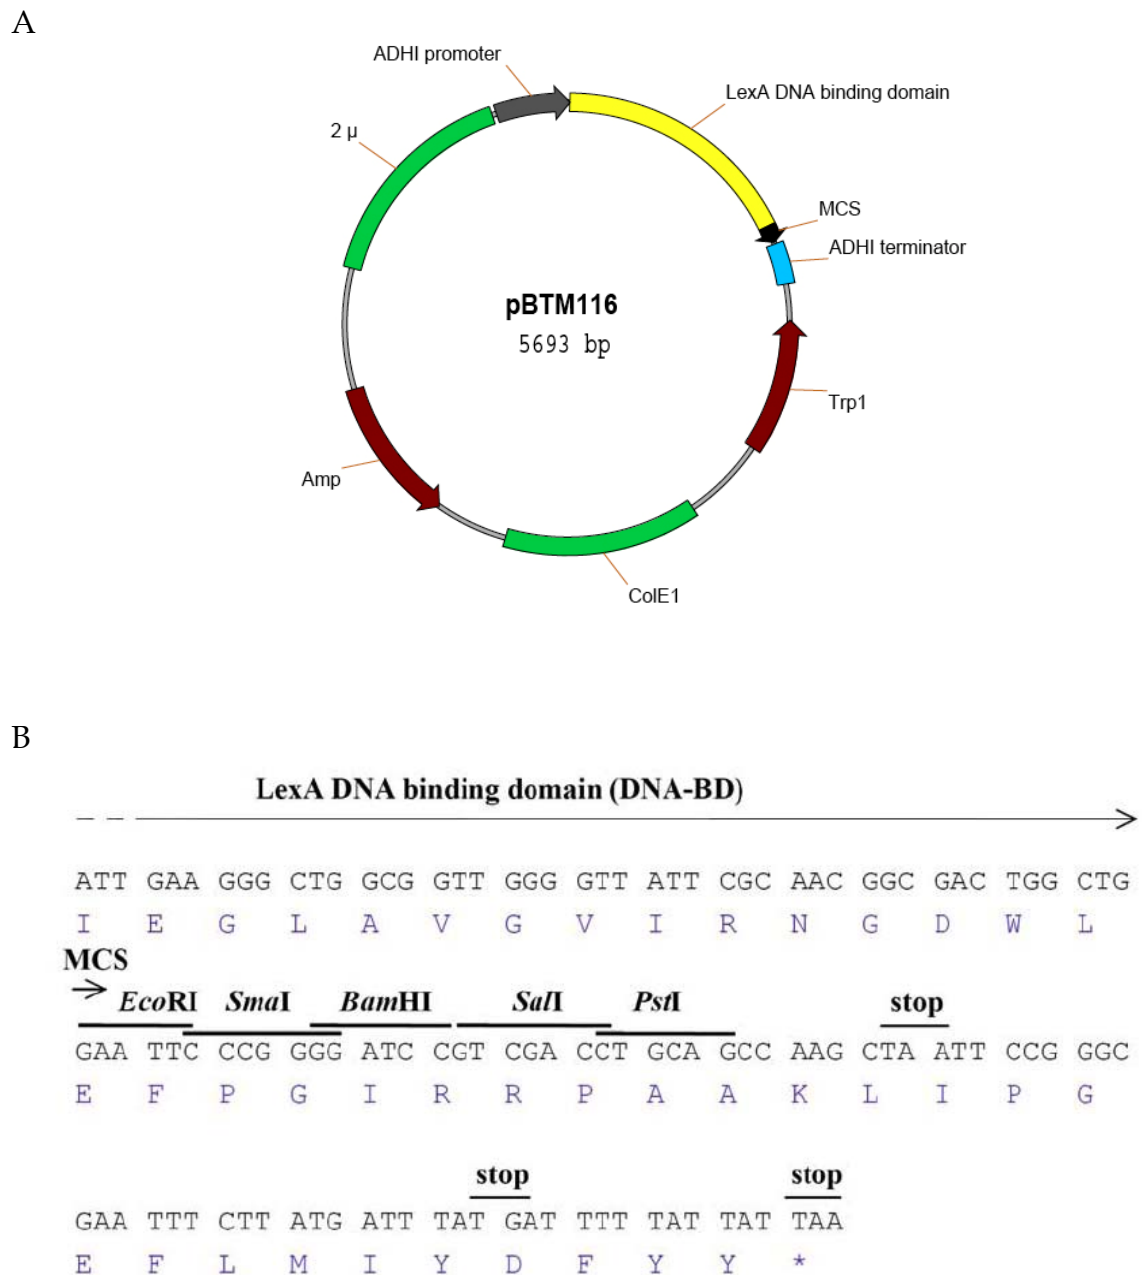 A
ADHI promoter
LexA DNA binding domain
2 μ
MCS
ADHI terminator
pBTM116
5693 bp
Trp1
Amp
ColE1
B
LexA DNA binding domain (DNA-BD)
ATT GAA GGG CTG GCG GTT GGG GTT ATT CGC AAC GGC GAC TGG CTG
I E G L A V G V I R N G D W L
MCS
EcoRI SmaI BamHI SalI PstI stop
GAA TTC CCG GGG ATC CGT CGA CCT GCA GCC AAG CTA ATT CCG GGC
E F P G I R R P A A K L I P G
stop stop
GAA TTT CTT ATG ATT TAT GAT TTT TAT TAT TAA
E F L M I Y D F Y Y *